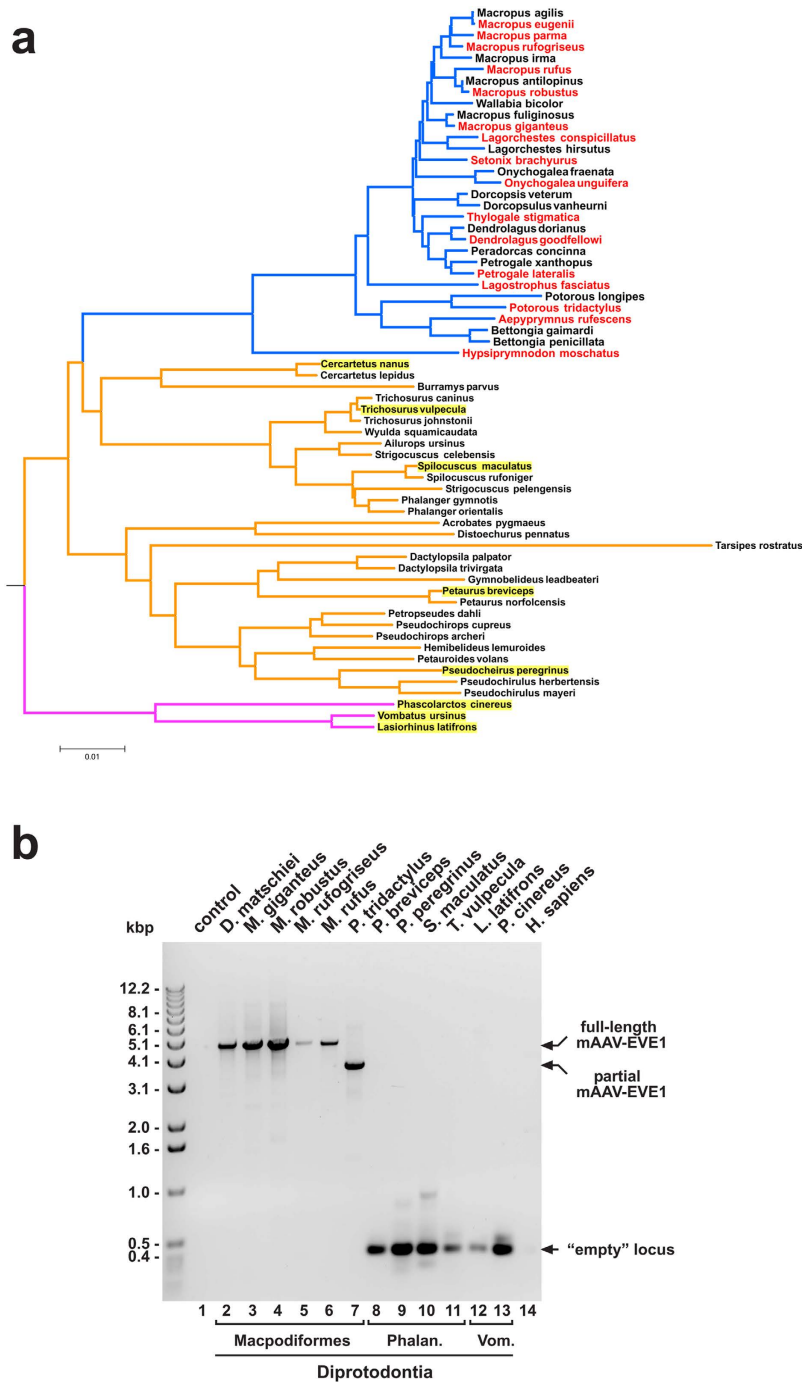 a
Macropus agilis
Macropus eugenii
Macropus parma
Macropus rufogriseus
Macropus irma
Macropus rufus
Macropus antilopinus
Macropus robustus
Wallabia bicolor
Macropus fuliginosus
Macropus giganteus
Lagorchestes conspicillatus
Lagorchestes hirsutus
Setonix brachyurus
Onychogalea fraenata
Onychogalea unguifera
Dorcopsis veterum
Dorcopsulus vanheurni
Thylogale stigmatica
Dendrolagus dorianus
Dendrolagus goodfellowi
Peradorcas concinna
Petrogale xanthopus
Petrogale lateralis
Lagostrophus fasciatus
Potorous longipes
Potorous tridactylus
Aepyprymnus rufescens
Bettongia gaimardi
Bettongia penicillata
Hypsiprymnodon moschatus
Cercartetus nanus
Cercartetus lepidus
Burramys parvus
Trichosurus caninus
Trichosurus vulpecula
Trichosurus johnstonii
Wyulda squamicaudata
Ailurops ursinus
Strigocuscus celebensis
Spilocuscus maculatus
Spilocuscus rufoniger
Strigocuscus pelengensis
Phalanger gymnotis
Phalanger orientalis
Acrobates pygmaeus
Distoechurus pennatus
Tarsipes rostratus
Dactylopsila palpator
Dactylopsila trivirgata
Gymnobelideus leadbeateri
Petaurus breviceps
Petaurus norfolcensis
Petropseudes dahli
Pseudochirops cupreus
Pseudochirops archeri
Hemibelideus lemuroides
Petauroides volans
Pseudocheirus peregrinus
Pseudochirulus herbertensis
Pseudochirulus mayeri
Phascolarctos cinereus
Vombatus ursinus
Lasiorhinus latifrons
0.01
b
kbp
control
D. matschiei
M. giganteus
M. robustus
M. rufogriseus
M. rufus
P. tridactylus
P. breviceps
P. peregrinus
S. maculatus
T. vulpecula
L. latifrons
P. cinereus
H. sapiens
12.2 -
8.1 -
6.1 -
5.1 -
4.1 -
3.1 -
2.0 -
1.6 -
1.0 -
0.5 -
0.4 -
full-length
mAAV-EVE1
partial
mAAV-EVE1
“empty” locus
1 2 3 4 5 6 7 8 9 10 11 12 13 14
Macpodiformes Phalan. Vom.
Diprotodontia